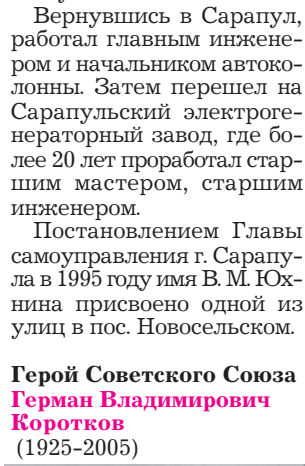 Вернувшись в Сарапул,
работал главным инжене-
ром и начальником автоко-
лонны. Затем перешел на
Сарапульский электроге-
нераторный завод, где бо-
лее 20 лет проработал стар-
шим мастером, старшим
инженером.
Постановлением Главы
самоуправления г. Сарапу-
ла в 1995 году имя В. М. Юх-
нина присвоено одной из
улиц в пос. Новосельском.
Герой Советского Союза
Герман Владимирович
Коротков
(1925-2005)